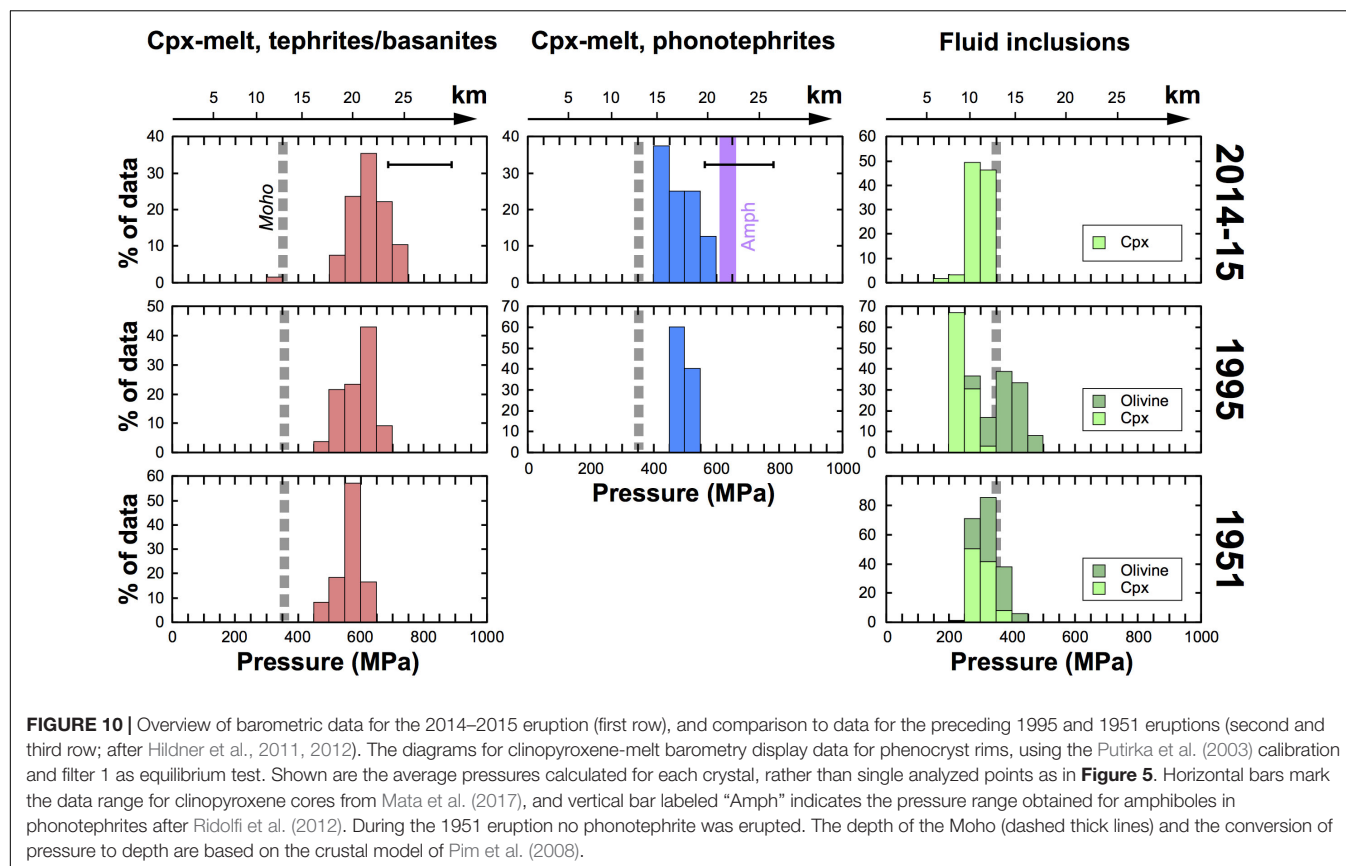 Cpx-melt, tephrites/basanites
Cpx-melt, phonotephrites
Fluid inclusions
5 10 15 20 25 km
5 10 15 20 25 km
5 10 15 20 25 km
% of data
40
30
20
10
0
Moho
40
30
20
10
0
Amph
60
50
40
30
20
10
0
Cpx
2014-15
% of data
50
40
30
20
10
0
70
60
50
40
30
20
10
0
0 200 400 600 800 1000
Pressure (MPa)
70
60
50
40
30
20
10
0
Olivine
Cpx
1995
% of data
60
50
40
30
20
10
0
0 200 400 600 800 1000
Pressure (MPa)
80
60
40
20
0
Olivine
Cpx
0 200 400 600 800 1000
Pressure (MPa)
1951
FIGURE 10 | Overview of barometric data for the 2014–2015 eruption (first row), and comparison to data for the preceding 1995 and 1951 eruptions (second and
third row; after Hildner et al., 2011, 2012). The diagrams for clinopyroxene-melt barometry display data for phenocryst rims, using the Putirka et al. (2003) calibration
and filter 1 as equilibrium test. Shown are the average pressures calculated for each crystal, rather than single analyzed points as in Figure 5. Horizontal bars mark
the data range for clinopyroxene cores from Mata et al. (2017), and vertical bar labeled “Amph” indicates the pressure range obtained for amphiboles in
phonotephrites after Ridolfi et al. (2012). During the 1951 eruption no phonotephrite was erupted. The depth of the Moho (dashed thick lines) and the conversion of
pressure to depth are based on the crustal model of Pim et al. (2008).